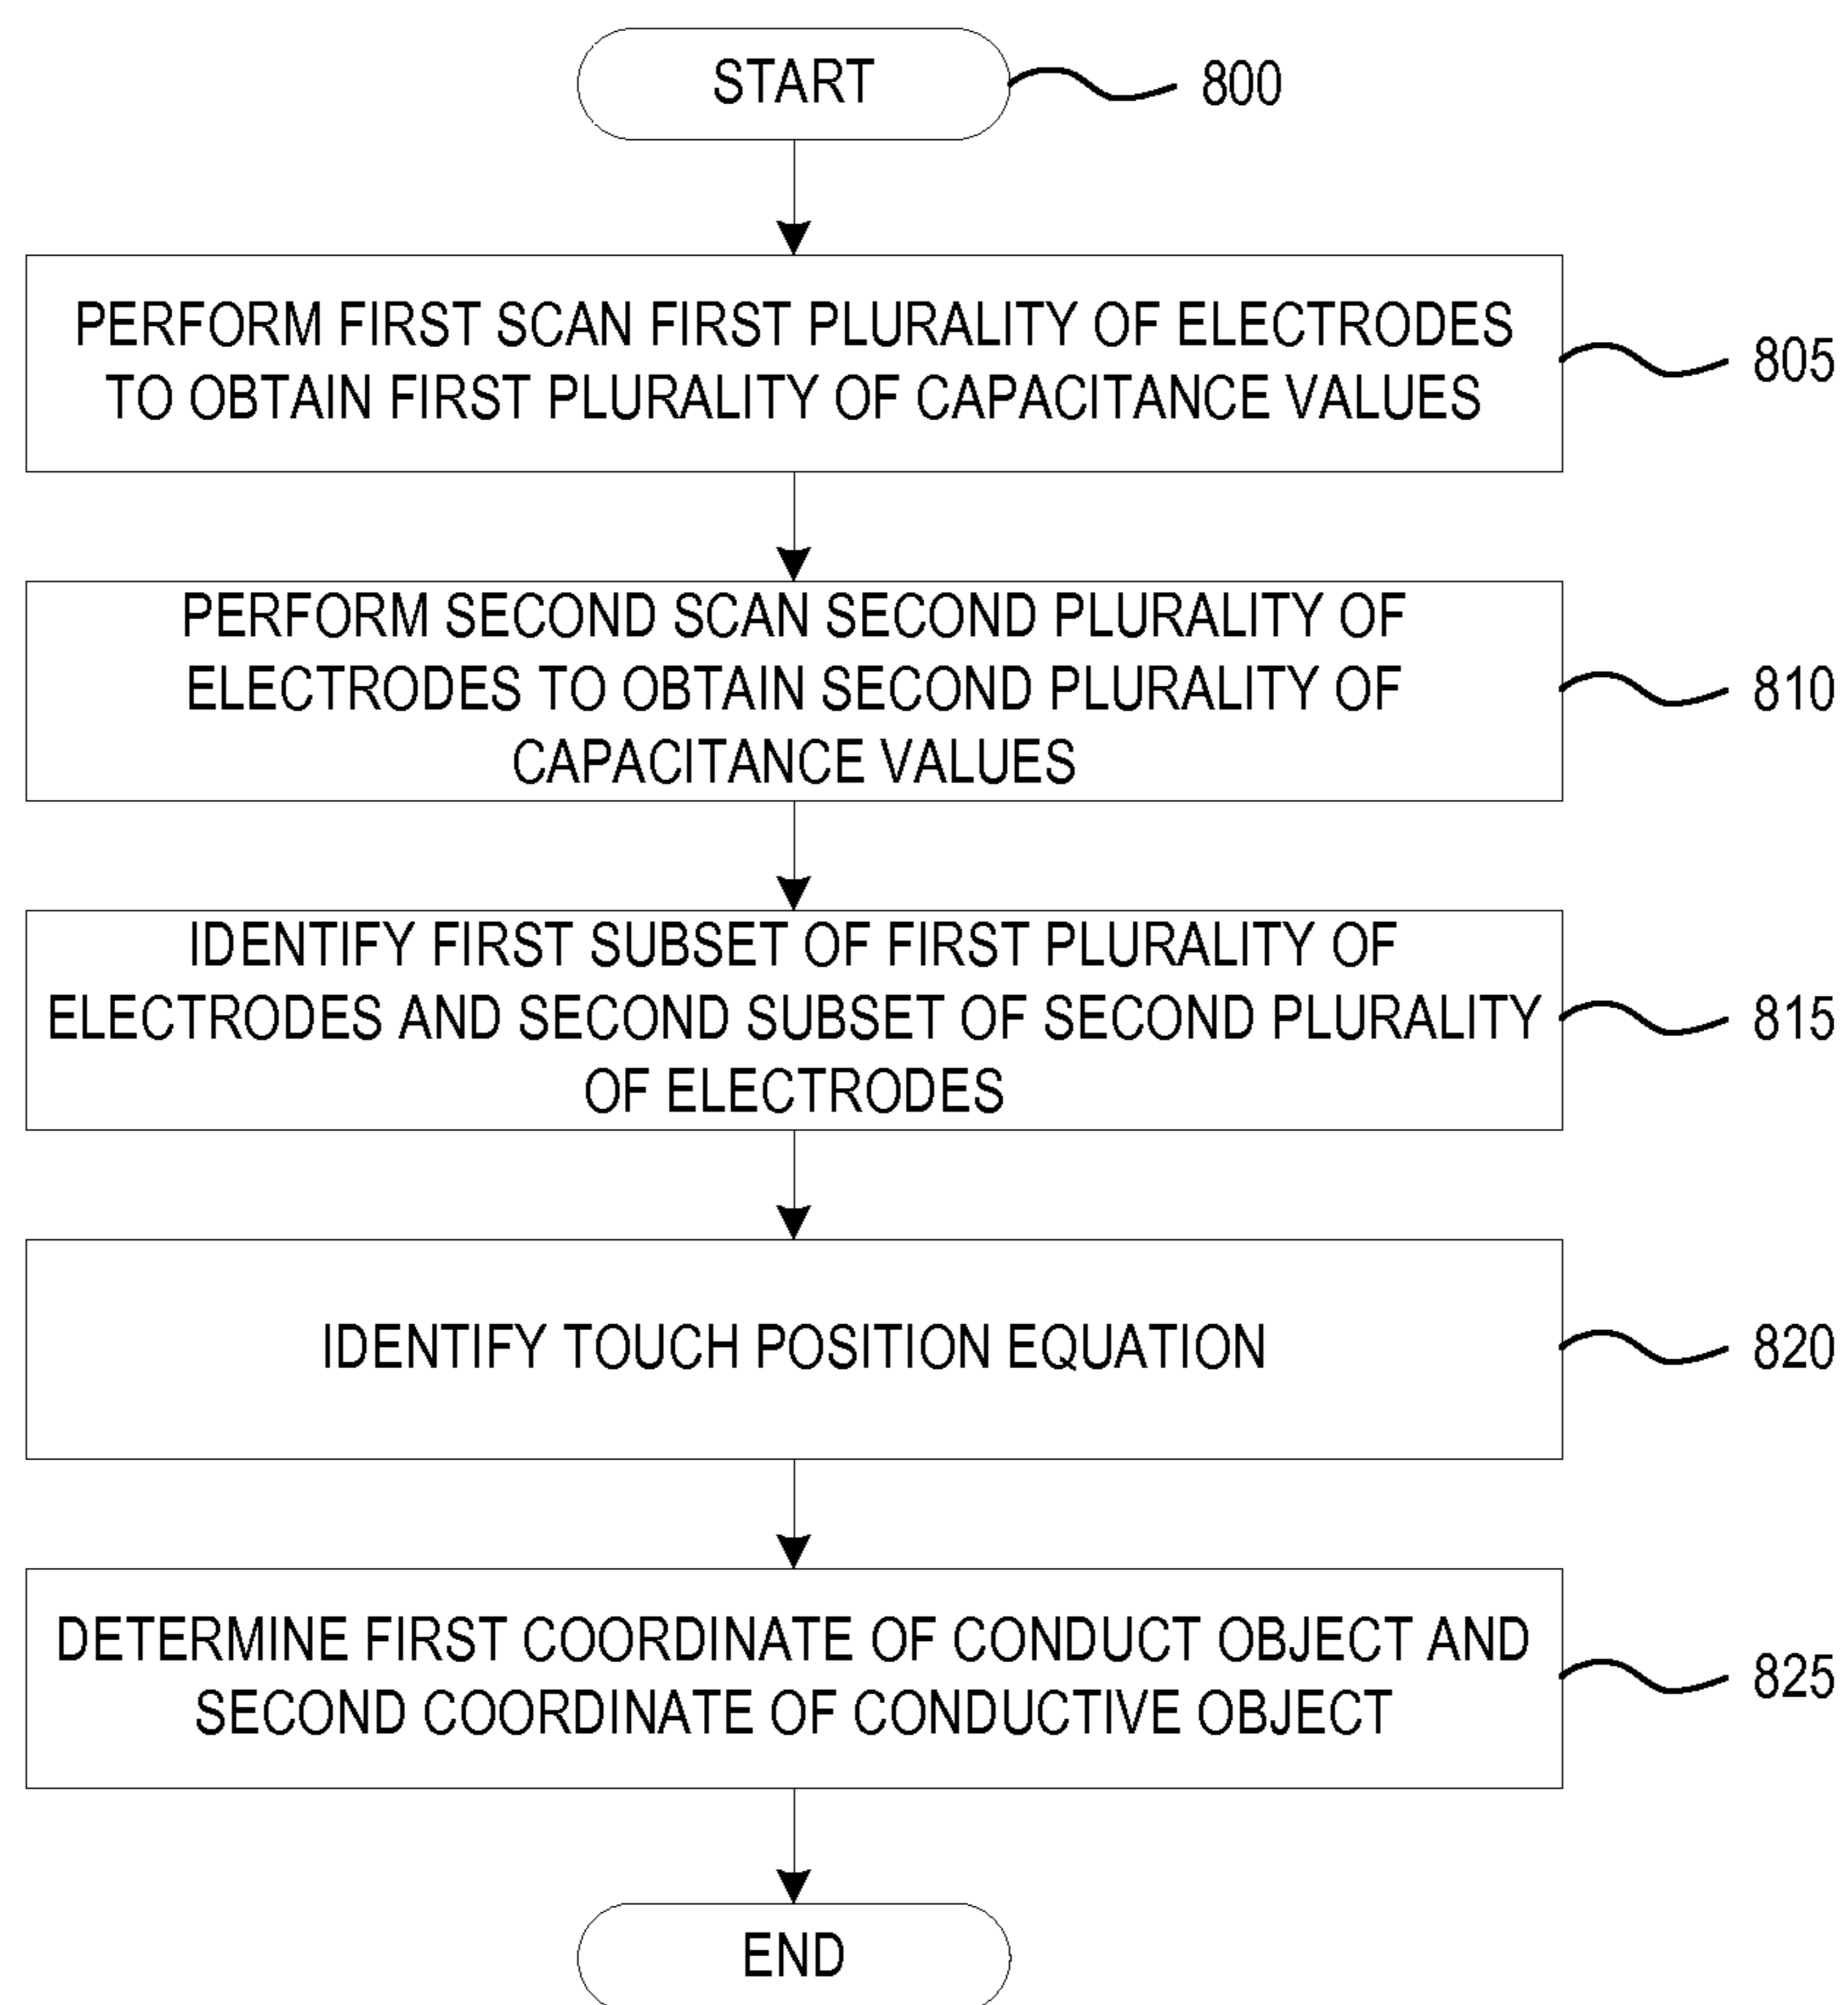 START
800
PERFORM FIRST SCAN FIRST PLURALITY OF ELECTRODES
TO OBTAIN FIRST PLURALITY OF CAPACITANCE VALUES
805
PERFORM SECOND SCAN SECOND PLURALITY OF
ELECTRODES TO OBTAIN SECOND PLURALITY OF
CAPACITANCE VALUES
810
IDENTIFY FIRST SUBSET OF FIRST PLURALITY OF
ELECTRODES AND SECOND SUBSET OF SECOND PLURALITY
OF ELECTRODES
815
IDENTIFY TOUCH POSITION EQUATION
820
DETERMINE FIRST COORDINATE OF CONDUCT OBJECT AND
SECOND COORDINATE OF CONDUCTIVE OBJECT
825
END